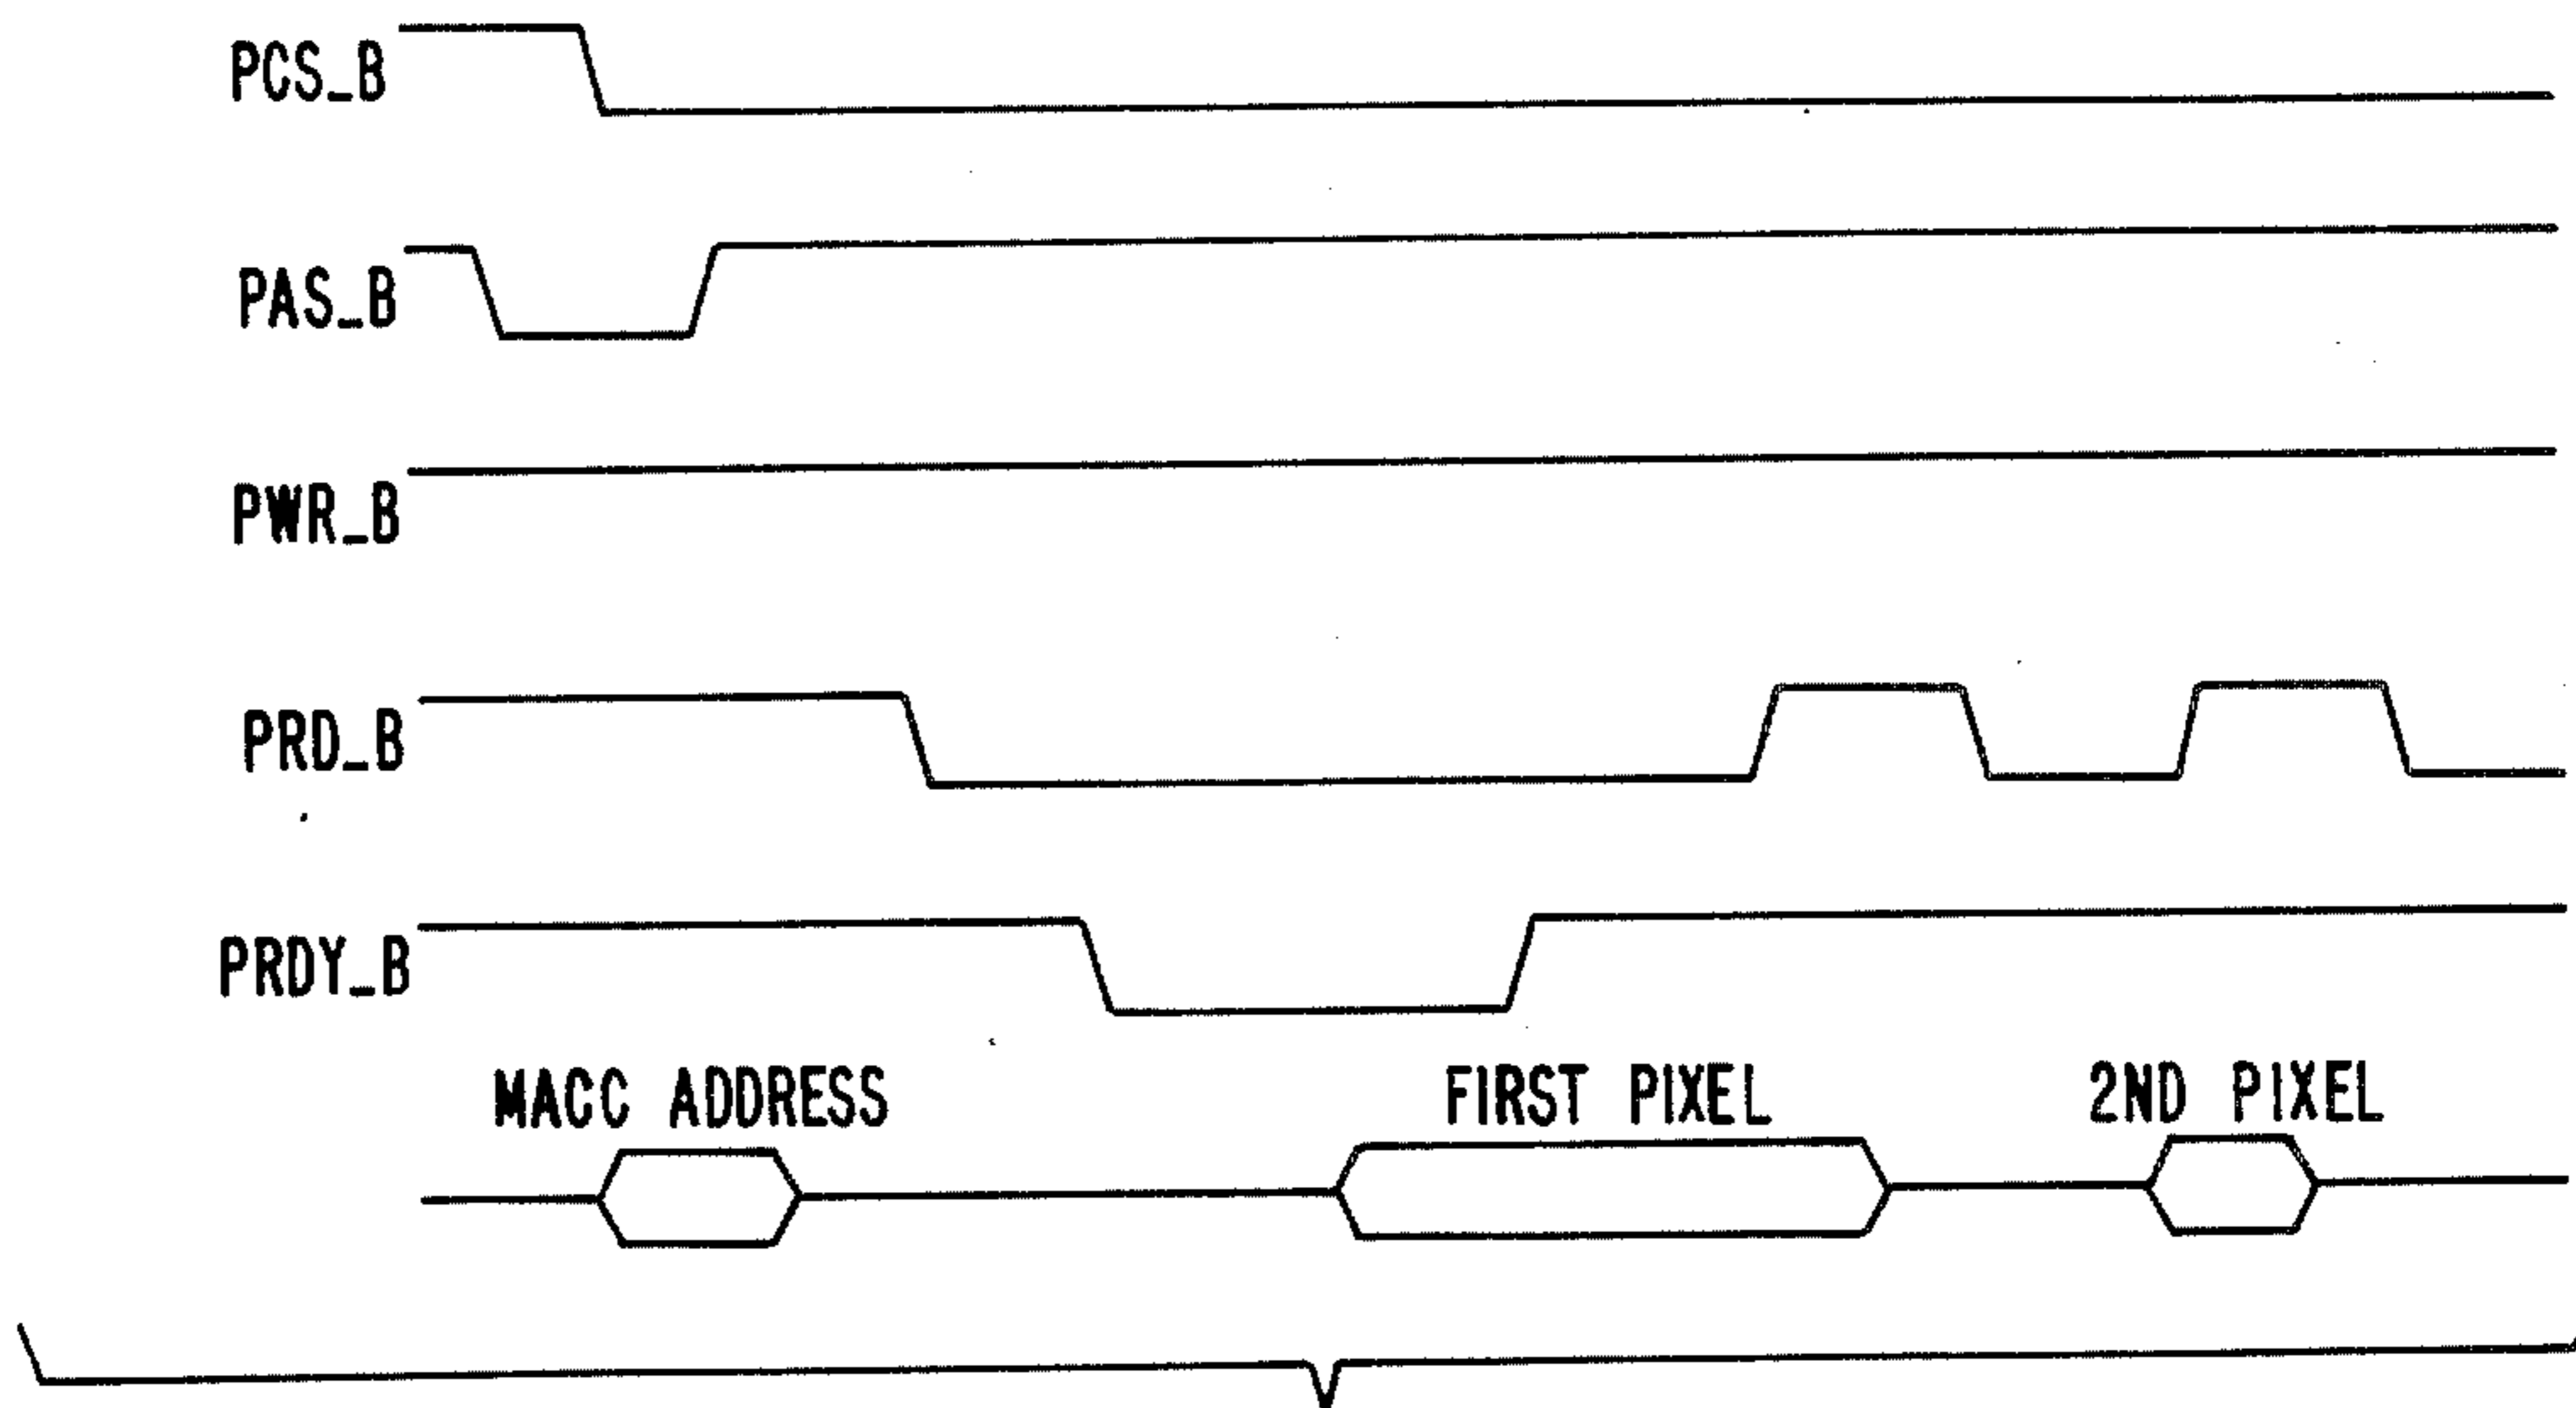 PCS_B
PAS_B
PWR_B
PRD_B
PRDY_B
MACC ADDRESS FIRST PIXEL 2ND PIXEL